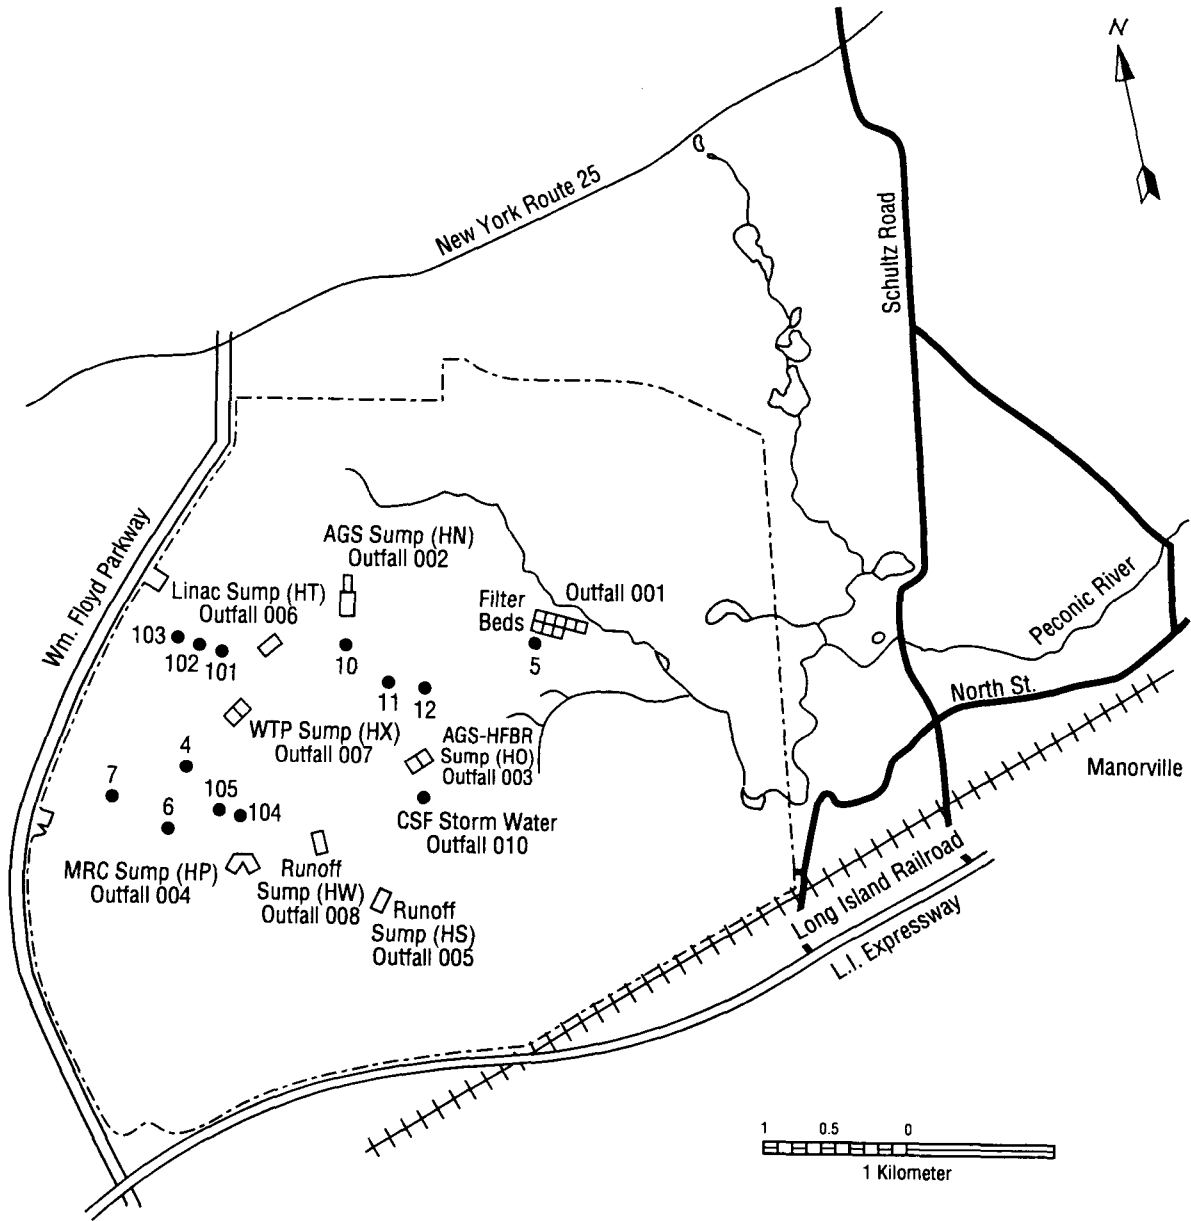 N
New York Route 25
Schultz Road
Wm. Floyd Parkway
AGS Sump (HN)
Outfall 002
Linac Sump (HT)
Outfall 006
Filter
Beds
Outfall 001
103
102
101
10
5
11
12
Peconic River
North St.
WTP Sump (HX)
Outfall 007
AGS-HFBR
Sump (HO)
Outfall 003
4
7
6
105
104
Manorville
CSF Storm Water
Outfall 010
MRC Sump (HP)
Outfall 004
Runoff
Sump (HW)
Outfall 008
Runoff
Sump (HS)
Outfall 005
Long Island Railroad
L.I. Expressway
1 0.5 0
1 Kilometer